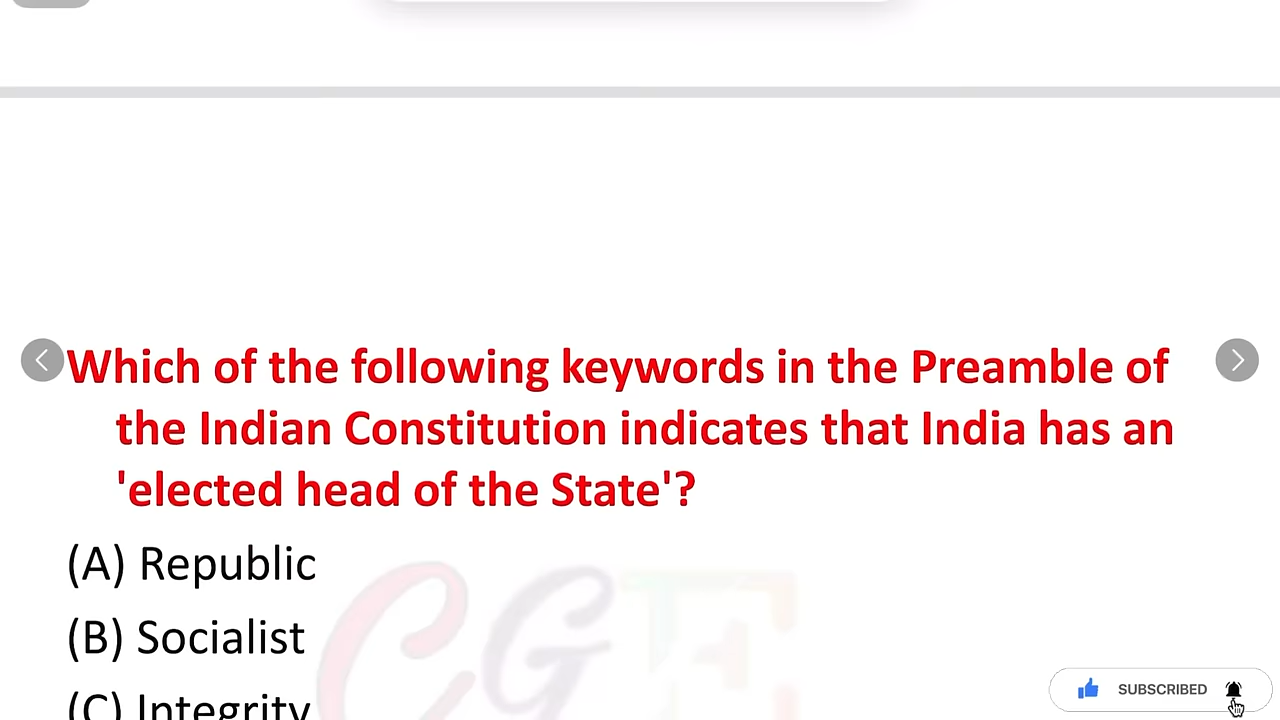 Which of the following keywords in the Preamble of
the Indian Constitution indicates that India has an
'elected head of the State'?
(A) Republic
(B) Socialist
(C) Integrity
CGE
SUBSCRIBED